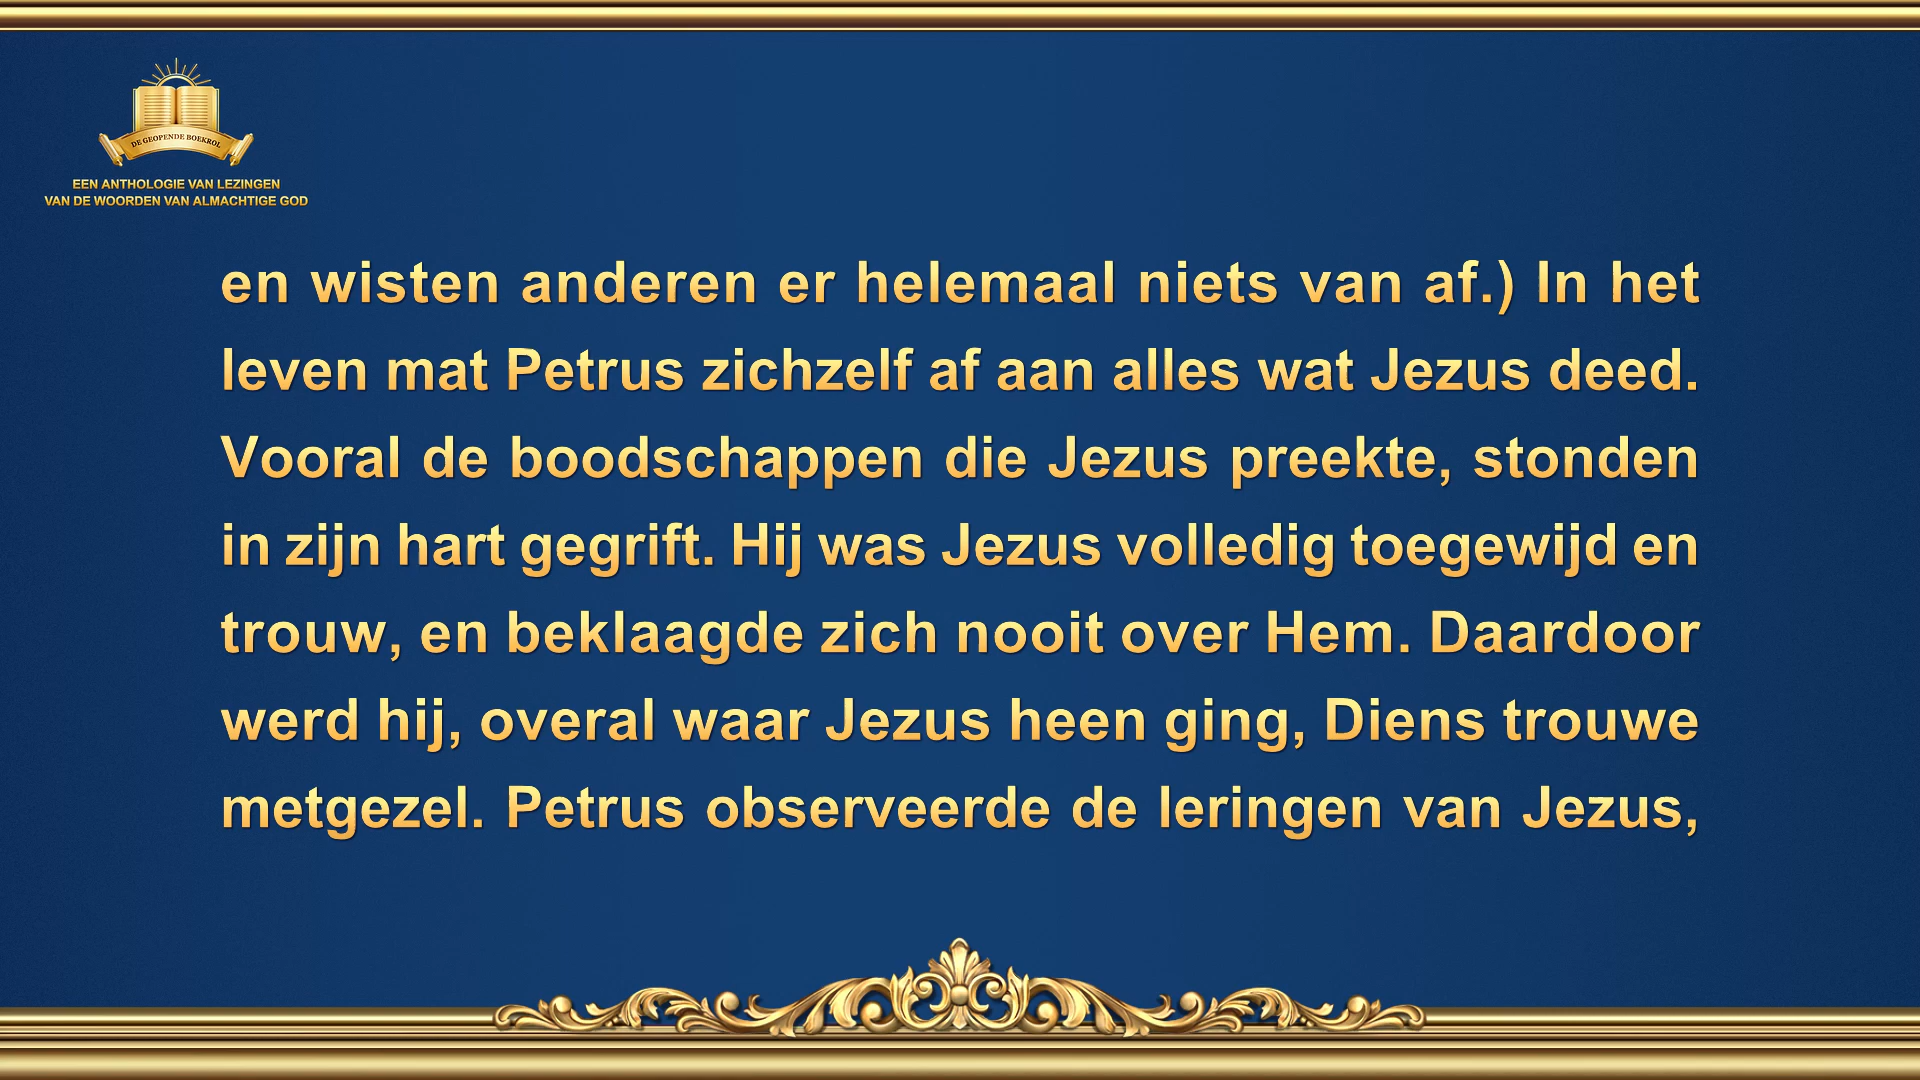 DE GEOPENDE BOEKROL
EEN ANTHOLOGIE VAN LEZINGEN
VAN DE WOORDEN VAN ALMACHTIGE GOD
en wisten anderen er helemaal niets van af.) In het
leven mat Petrus zichzelf af aan alles wat Jezus deed.
Vooral de boodschappen die Jezus preekte, stonden
in zijn hart gegrift. Hij was Jezus volledig toegewijd en
trouw, en beklaagde zich nooit over Hem. Daardoor
werd hij, overal waar Jezus heen ging, Diens trouwe
metgezel. Petrus observeerde de leringen van Jezus,